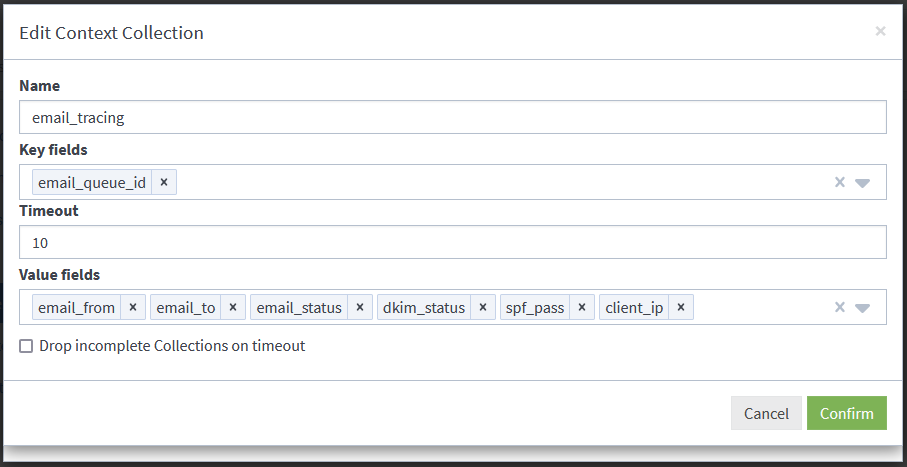 Edit Context Collection ×
Name
email_tracing
Key fields
email_queue_id ×
Timeout
10
Value fields
email_from × email_to × email_status × dkim_status × spf_pass × client_ip ×
Drop incomplete Collections on timeout
Cancel Confirm